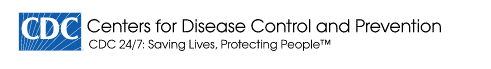 CDC Centers for Disease Control and Prevention
CDC 24/7: Saving Lives, Protecting People™